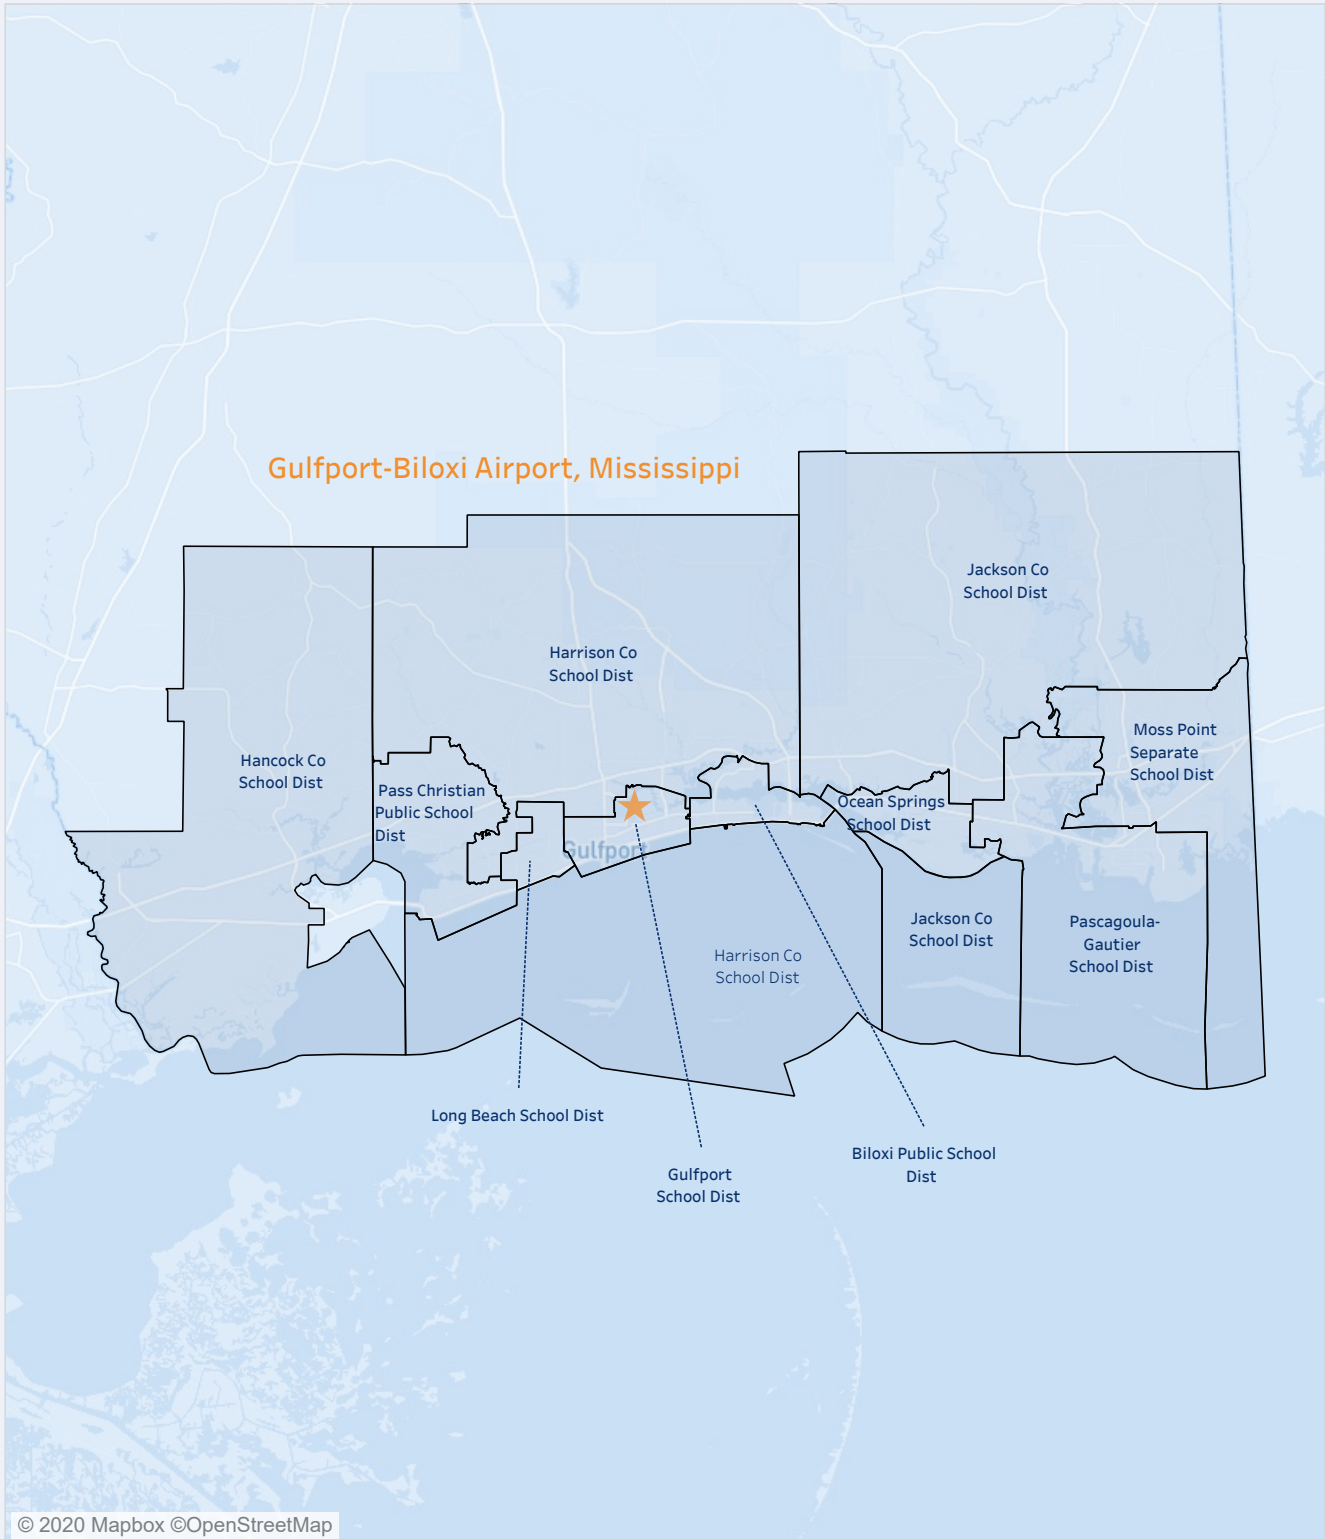 Gulfport-Biloxi Airport, Mississippi
Jackson Co
School Dist
Harrison Co
School Dist
Moss Point
Separate
School Dist
Hancock Co
School Dist
Pass Christian
Public School
Dist
Ocean Springs
School Dist
Gulfport
Jackson Co
School Dist
Pascagoula-
Gautier
School Dist
Harrison Co
School Dist
Long Beach School Dist
Biloxi Public School
Dist
Gulfport
School Dist
© 2020 Mapbox ©OpenStreetMap